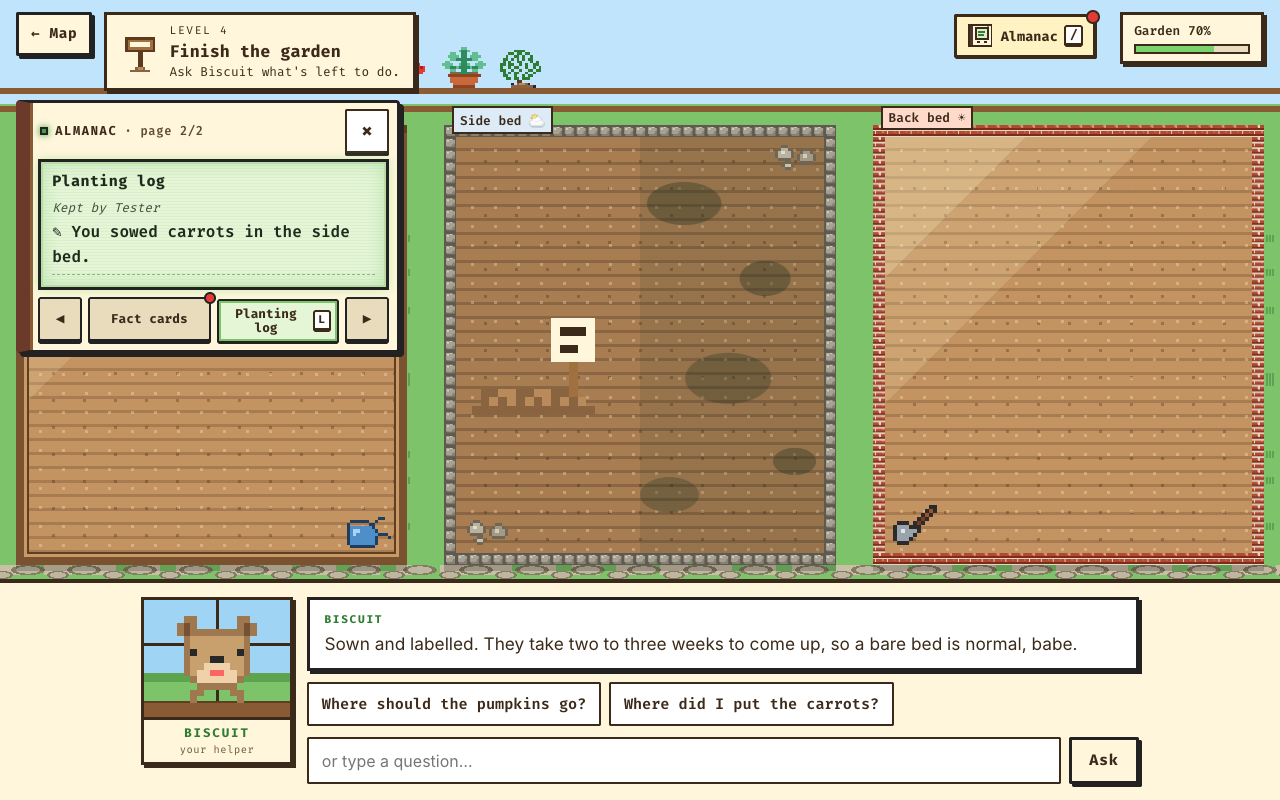 ← Map
LEVEL 4
Finish the garden
Ask Biscuit what's left to do.
Almanac /
Garden 70%
ALMANAC · page 2/2
✖
Planting log
Kept by Tester
✎ You sowed carrots in the side
bed.
◀
Fact cards
Planting
log
L
▶
Side bed ⛅
Back bed ☀
BISCUIT
your helper
BISCUIT
Sown and labelled. They take two to three weeks to come up, so a bare bed is normal, babe.
Where should the pumpkins go?
Where did I put the carrots?
or type a question...
Ask